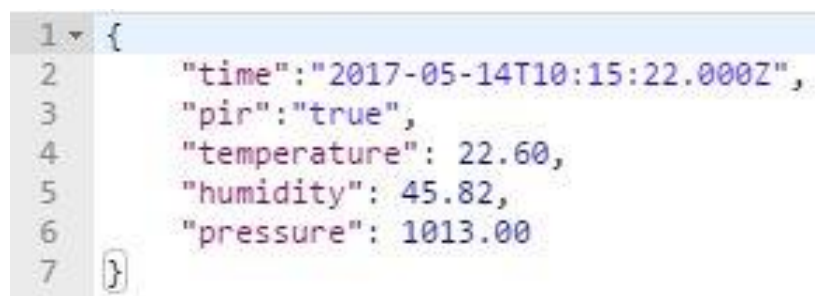 1 {
2 "time":"2017-05-14T10:15:22.000Z",
3 "pir":"true",
4 "temperature": 22.60,
5 "humidity": 45.82,
6 "pressure": 1013.00
7 }